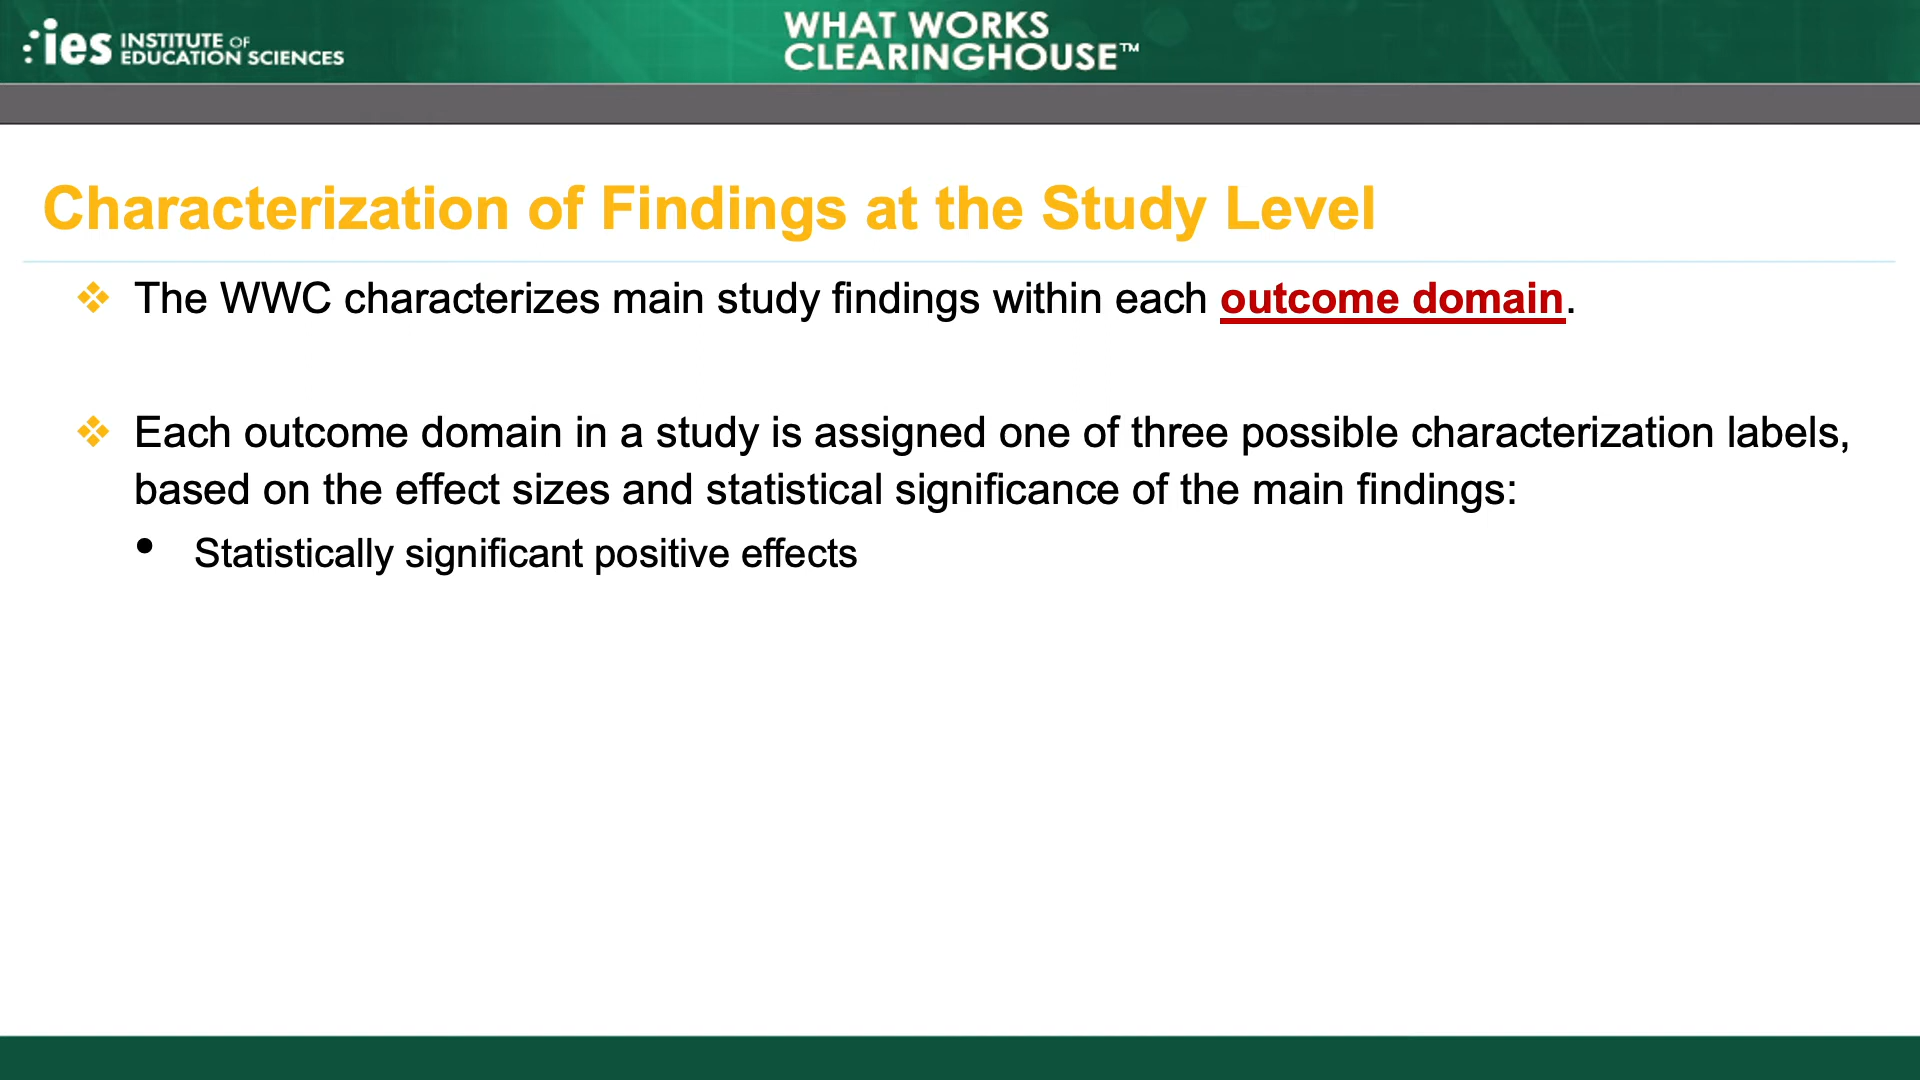 ies INSTITUTE OF
EDUCATION SCIENCES
WHAT WORKS
CLEARINGHOUSE™
Characterization of Findings at the Study Level
The WWC characterizes main study findings within each outcome domain.
Each outcome domain in a study is assigned one of three possible characterization labels,
based on the effect sizes and statistical significance of the main findings:
• Statistically significant positive effects